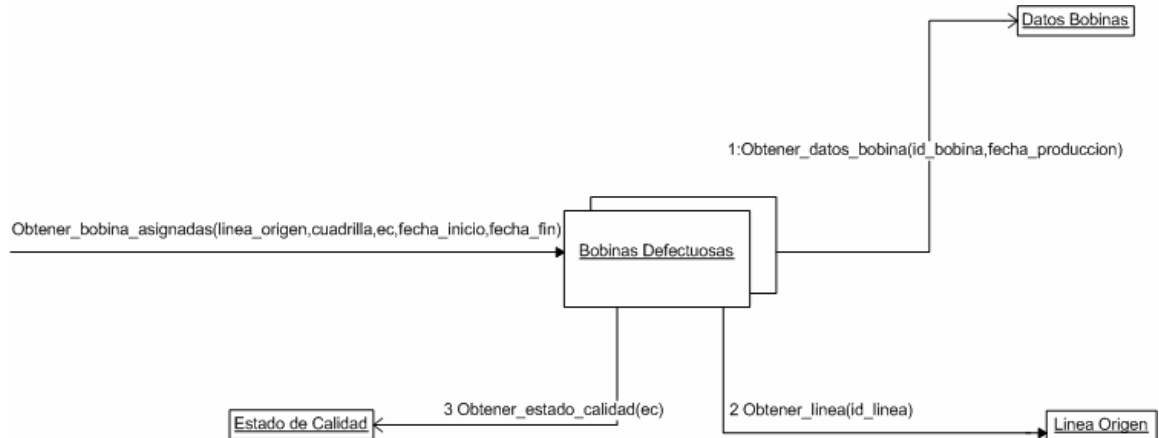 Datos Bobinas
1:Obtener_datos_bobina(id_bobina,fecha_produccion)
Obtener_bobina_asignadas(linea_origen,cuadrilla,ec,fecha_inicio,fecha_fin)
Bobinas Defectuosas
3 Obtener_estado_calidad(ec)
2 Obtener_linea(id_linea)
Estado de Calidad
Linea Origen